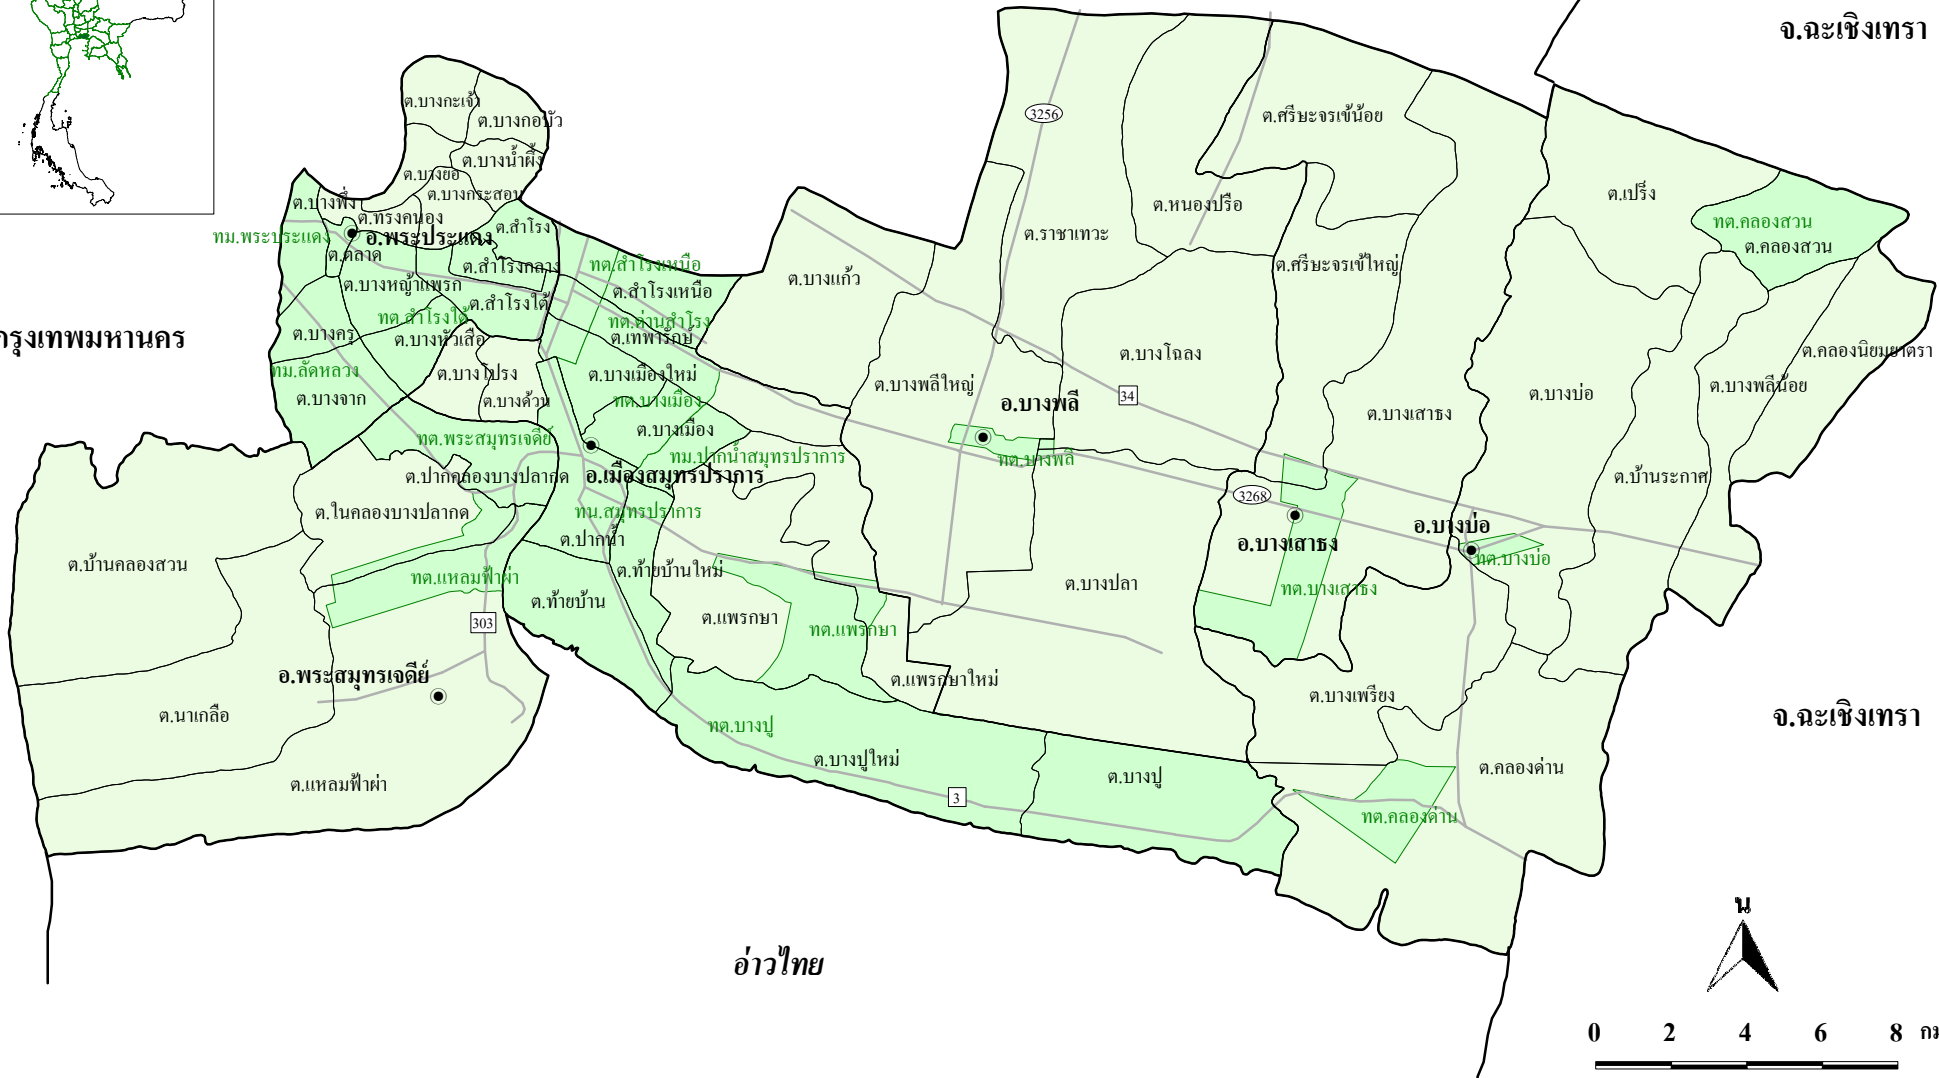 จ.ฉะเชิงเทรา
ต.บางกะเจ้า
ต.บางกอบัว
3256
ต.ศรีษะจรเข้น้อย
ต.บางน้ำผึ้ง
ต.บางยอ
ต.บางกระสอบ
ต.เปร็ง
ต.บางพึ่ง
ต.ทรงคนอง
ต.หนองปรือ
ทม.พระประแดง
อ.พระประแดง
ต.สำโรง
ต.ราชาเทวะ
ทต.คลองสวน
ต.คลองสวน
ต.ตลาด
ต.สำโรงกลาง
ทต.สำโรงเหนือ
ต.บางแก้ว
ต.ศรีษะจรเข้ใหญ่
ต.บางหญ้าแพรก
ต.สำโรงเหนือ
ต.สำโรงใต้
ทต.สำโรงใต้
ทต.ด่านสำโรง
กรุงเทพมหานคร
ต.บางครุ
ต.บางหัวเสือ
ต.เทพารักษ์
ต.บางโฉลง
ต.คลองนิยมยาตรา
ทม.ลัดหลวง
ต.บางโปรง
ต.บางเมืองใหม่
ต.บางพลีใหญ่
ต.บางพลีน้อย
ต.บางจาก
ต.บางด้วน
ทต.บางเมือง
อ.บางพลี
34
ต.บางเสาธง
ต.บางบ่อ
ทต.พระสมุทรเจดีย์
ต.บางเมือง
ทม.ปากน้ำสมุทรปราการ
ทต.บางพลี
ต.ปากคลองบางปลากด
อ.เมืองสมุทรปราการ
ต.บ้านระกาศ
3268
ต.ในคลองบางปลากด
ทน.สมุทรปราการ
อ.บางบ่อ
ต.ปากน้ำ
อ.บางเสาธง
ต.บ้านคลองสวน
ทต.แหลมฟ้าผ่า
ต.ท้ายบ้านใหม่
ต.บางปลา
ทต.บางบ่อ
ทต.บางเสาธง
ต.ท้ายบ้าน
303
ต.แพรกษา
ทต.แพรกษา
อ.พระสมุทรเจดีย์
ต.แพรกษาใหม่
ต.บางเพรียง
ต.นาเกลือ
ทต.บางปู
จ.ฉะเชิงเทรา
ต.บางปูใหม่
ต.บางปู
ต.คลองด่าน
ต.แหลมฟ้าผ่า
3
ทต.คลองด่าน
น
อ่าวไทย
0 2 4 6 8 กม